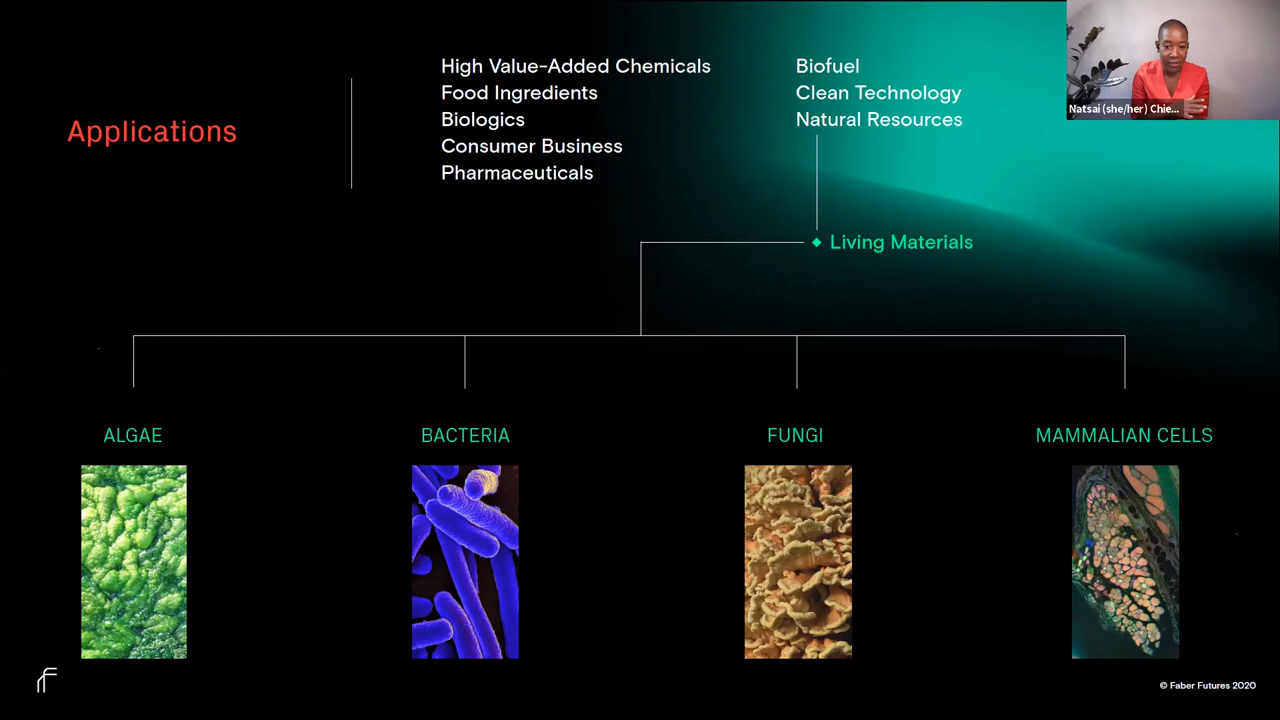 Applications
High Value-Added Chemicals
Food Ingredients
Biologics
Consumer Business
Pharmaceuticals
Biofuel
Clean Technology
Natural Resources
Natsai (she/her) Chie...
Living Materials
ALGAE
BACTERIA
FUNGI
MAMMALIAN CELLS
© Faber Futures 2020